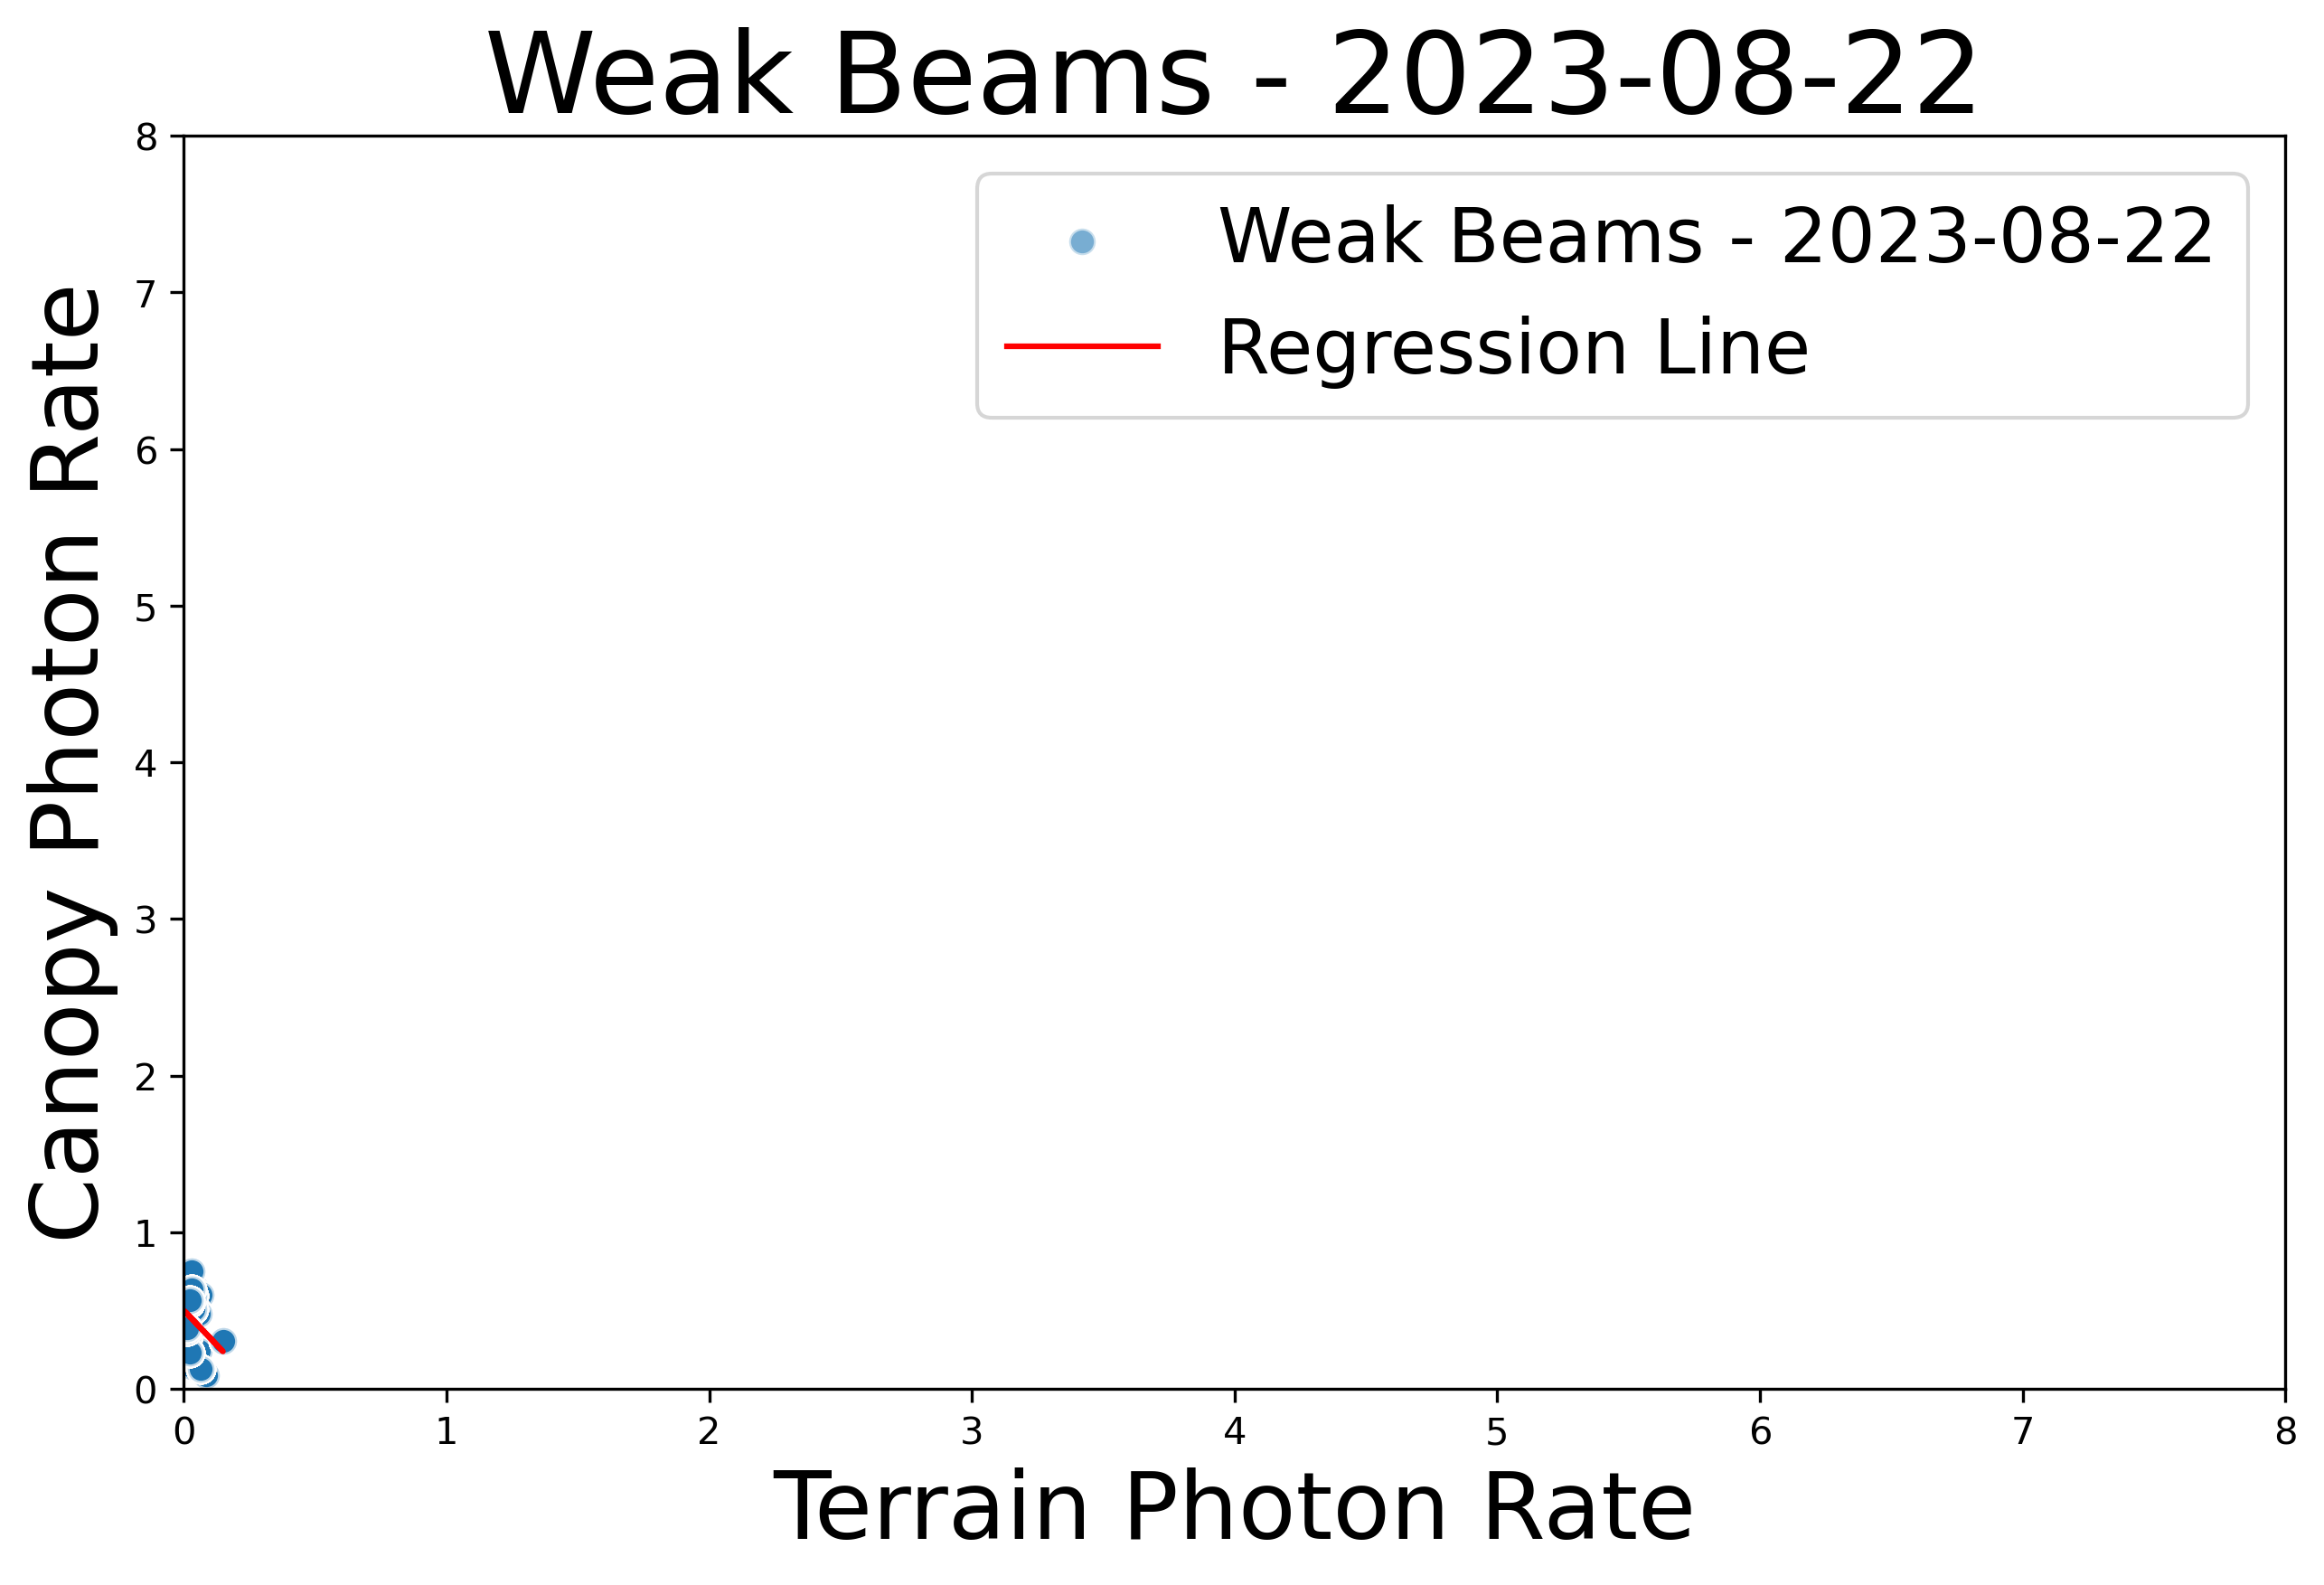 Weak Beams - 2023-08-22
Weak Beams - 2023-08-22
Regression Line
Canopy Photon Rate
8
7
6
5
4
3
2
1
0
0 1 2 3 4 5 6 7 8
Terrain Photon Rate